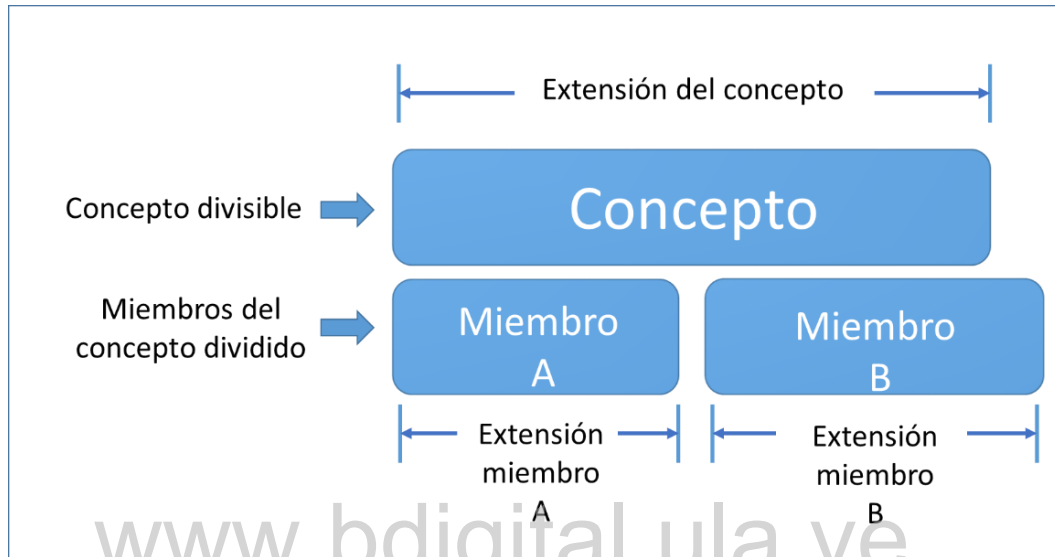 Extensión del concepto
Concepto divisible
Concepto
Miembros del
concepto dividido
Miembro
A
Miembro
B
Extensión
miembro
A
Extensión
miembro
B
www.bdigital.ula.ve